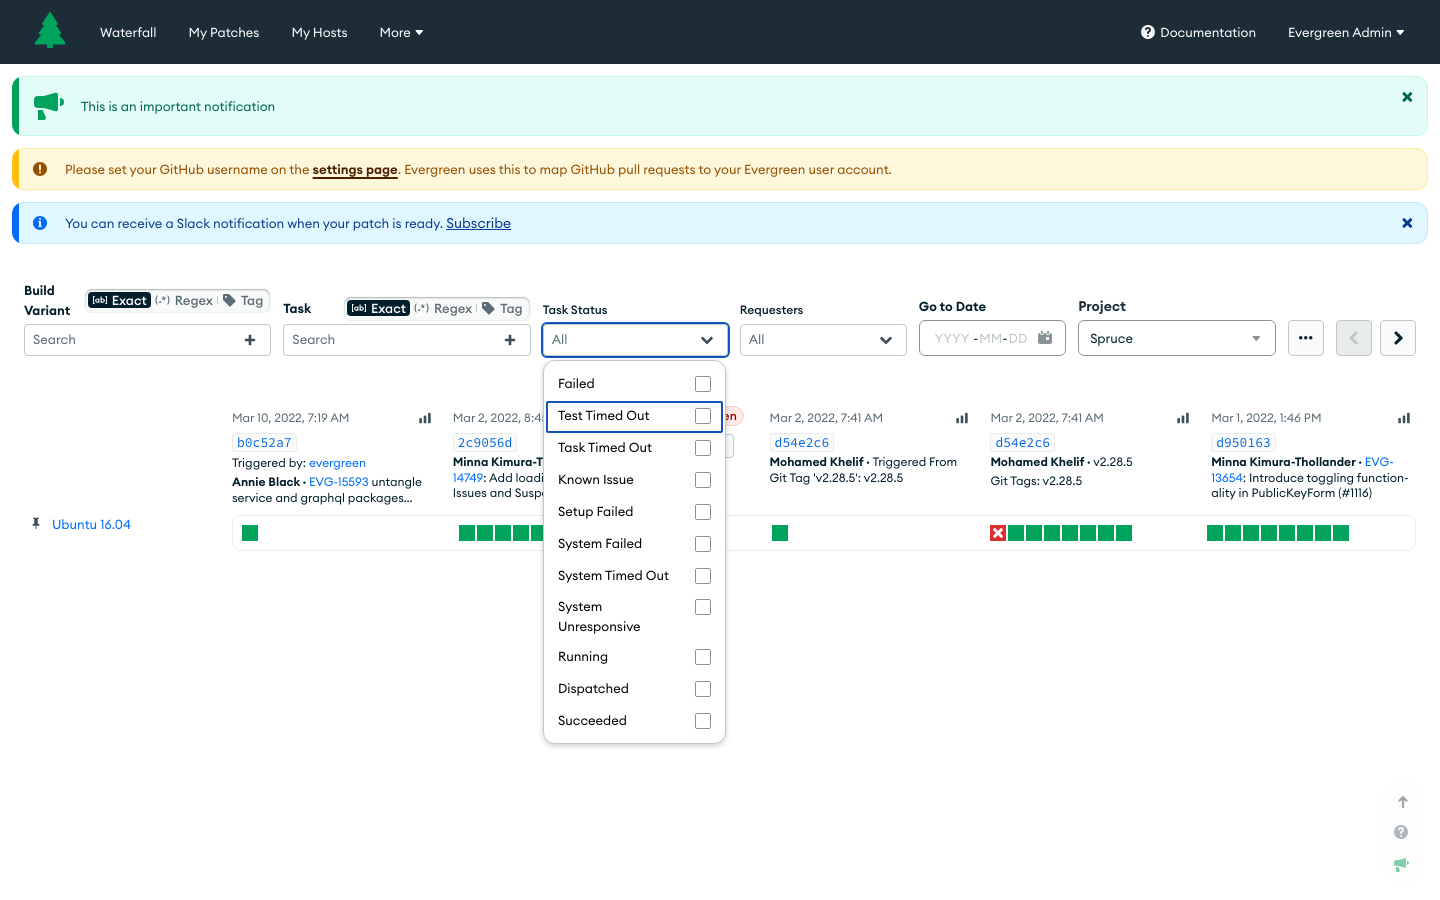 Waterfall My Patches My Hosts More Documentation Evergreen Admin
This is an important notification
Please set your GitHub username on the settings page. Evergreen uses this to map GitHub pull requests to your Evergreen user account.
You can receive a Slack notification when your patch is ready. Subscribe
Build
Variant
[ab] Exact (.*) Regex Tag
Search
Task
[ab] Exact (.*) Regex Tag
Search
Task Status
All
Requesters
All
Go to Date
YYYY -MM-DD
Project
Spruce
Failed
Test Timed Out
Task Timed Out
Known Issue
Setup Failed
System Failed
System Timed Out
System
Unresponsive
Running
Dispatched
Succeeded
Mar 10, 2022, 7:19 AM
b0c52a7
Triggered by: evergreen
Annie Black • EVG-15593 untangle
service and graphql packages...
Mar 2, 2022, 8:4
2c9056d
Minna Kimura-T
14749: Add load
Issues and Susp
en
Mar 2, 2022, 7:41 AM
d54e2c6
Mohamed Khelif • Triggered From
Git Tag 'v2.28.5': v2.28.5
Mar 2, 2022, 7:41 AM
d54e2c6
Mohamed Khelif • v2.28.5
Git Tags: v2.28.5
Mar 1, 2022, 1:46 PM
d950163
Minna Kimura-Thollander • EVG-
13654: Introduce toggling function-
ality in PublicKeyForm (#1116)
Ubuntu 16.04